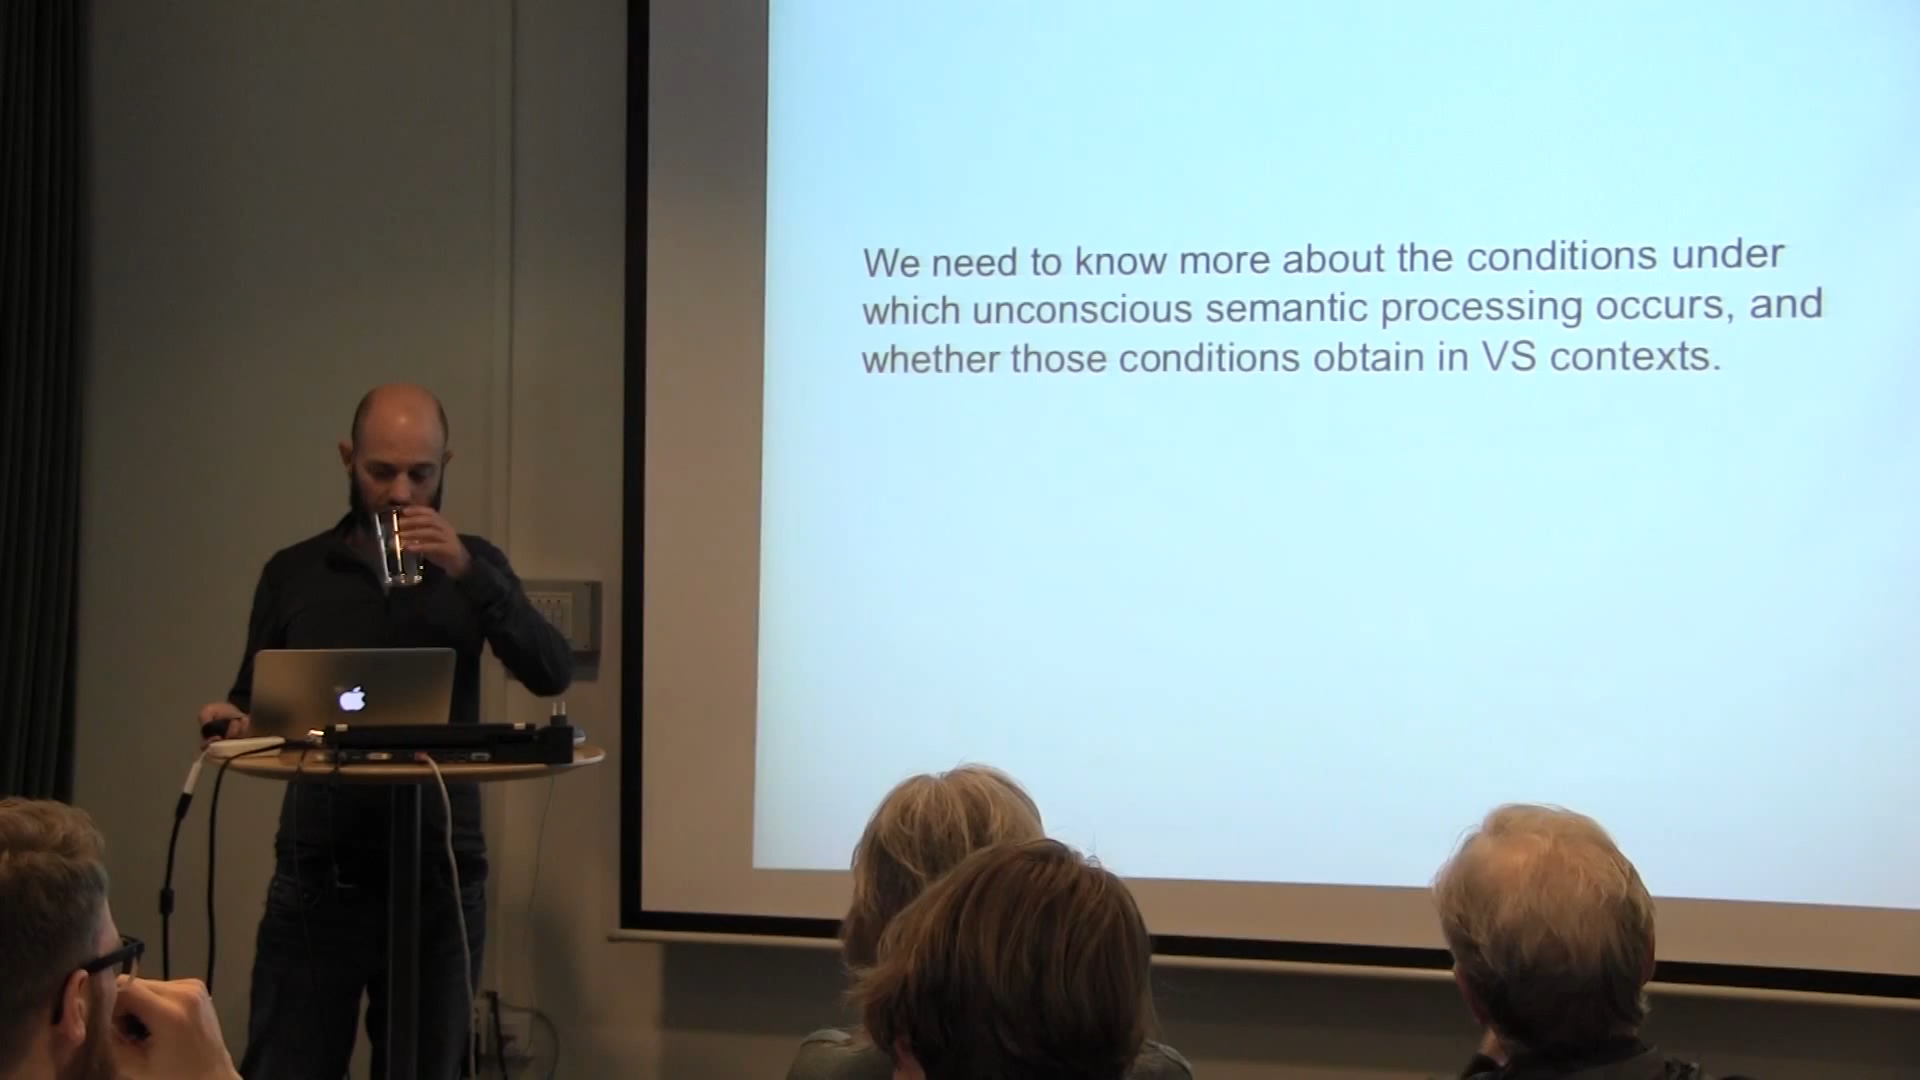 We need to know more about the conditions under
which unconscious semantic processing occurs, and
whether those conditions obtain in VS contexts.